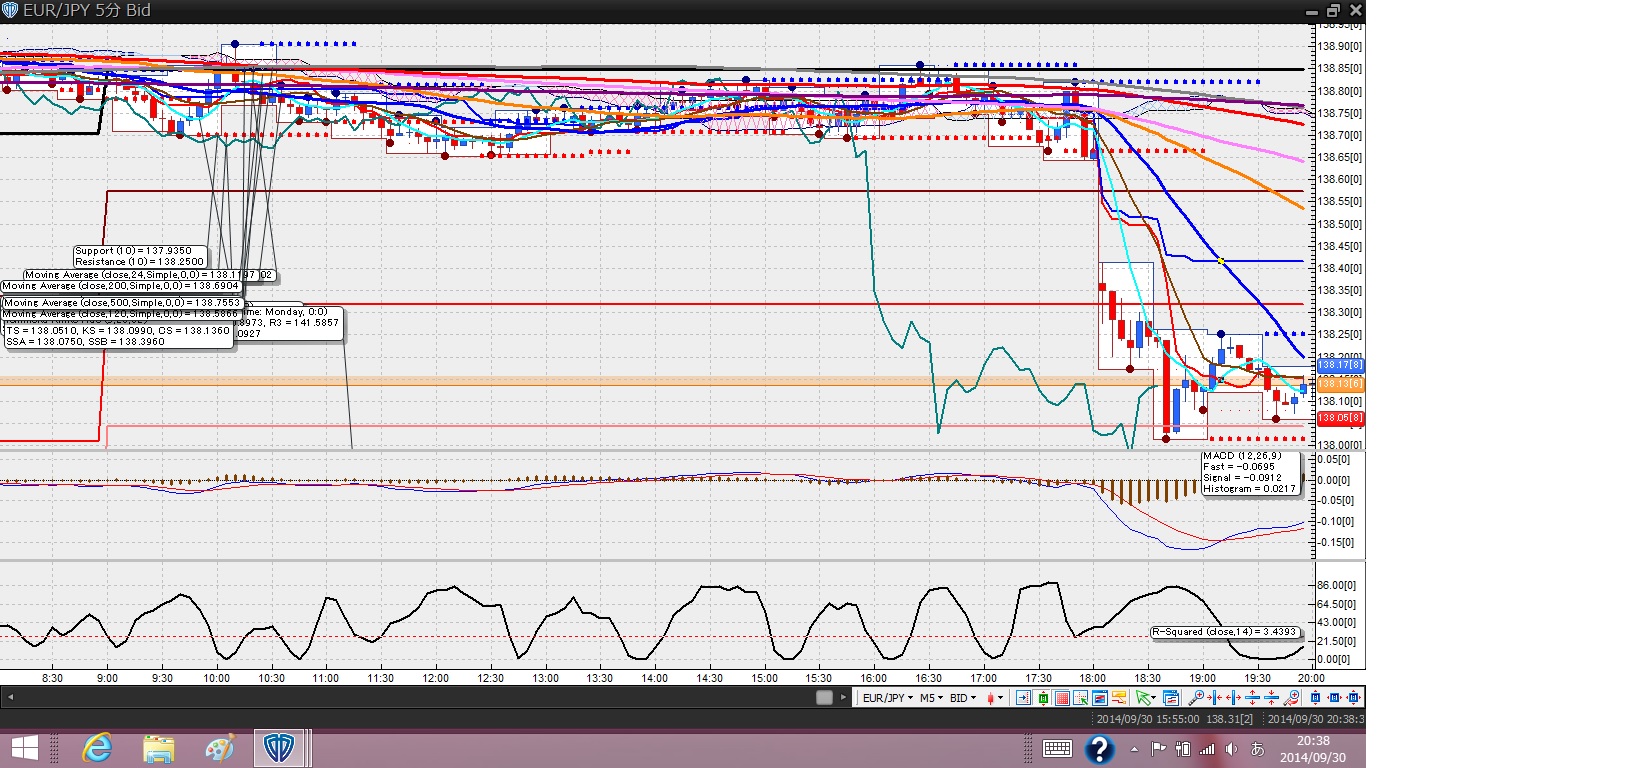 EUR/JPY 5分 Bid
138.90[0]
138.85[0]
138.80[0]
138.75[0]
138.70[0]
138.65[0]
138.60[0]
138.55[0]
138.50[0]
138.45[0]
138.40[0]
138.35[0]
138.30[0]
138.25[0]
138.20[0]
138.17[8]
138.13[6]
138.10[0]
138.05[8]
138.00[0]
Support (10) = 137.9350
Resistance (10) = 138.2500
Moving Average (close,24,Simple,0,0) = 138.1197
Moving Average (close,200,Simple,0,0) = 138.6904
Moving Average (close,500,Simple,0,0) = 138.7553
Moving Average (close,120,Simple,0,0) = 138.5866
me: Monday, 0:0)
8973, R3 = 141.5857
0927
TS = 138.0510, KS = 138.0990, CS = 138.1360
SSA = 138.0750, SSB = 138.3960
MACD (12,26,9)
Fast = -0.0695
Signal = -0.0912
Histogram = 0.0217
0.05[0]
0.00[0]
-0.05[0]
-0.10[0]
-0.15[0]
R-Squared (close,14) = 3.4393
86.00[0]
64.50[0]
43.00[0]
21.50[0]
0.00[0]
8:30 9:00 9:30 10:00 10:30 11:00 11:30 12:00 12:30 13:00 13:30 14:00 14:30 15:00 15:30 16:00 16:30 17:00 17:30 18:00 18:30 19:00 19:30 20:00
EUR/JPY M5 BID
2014/09/30 15:55:00 138.31[2] 2014/09/30 20:38:3
あ
20:38
2014/09/30